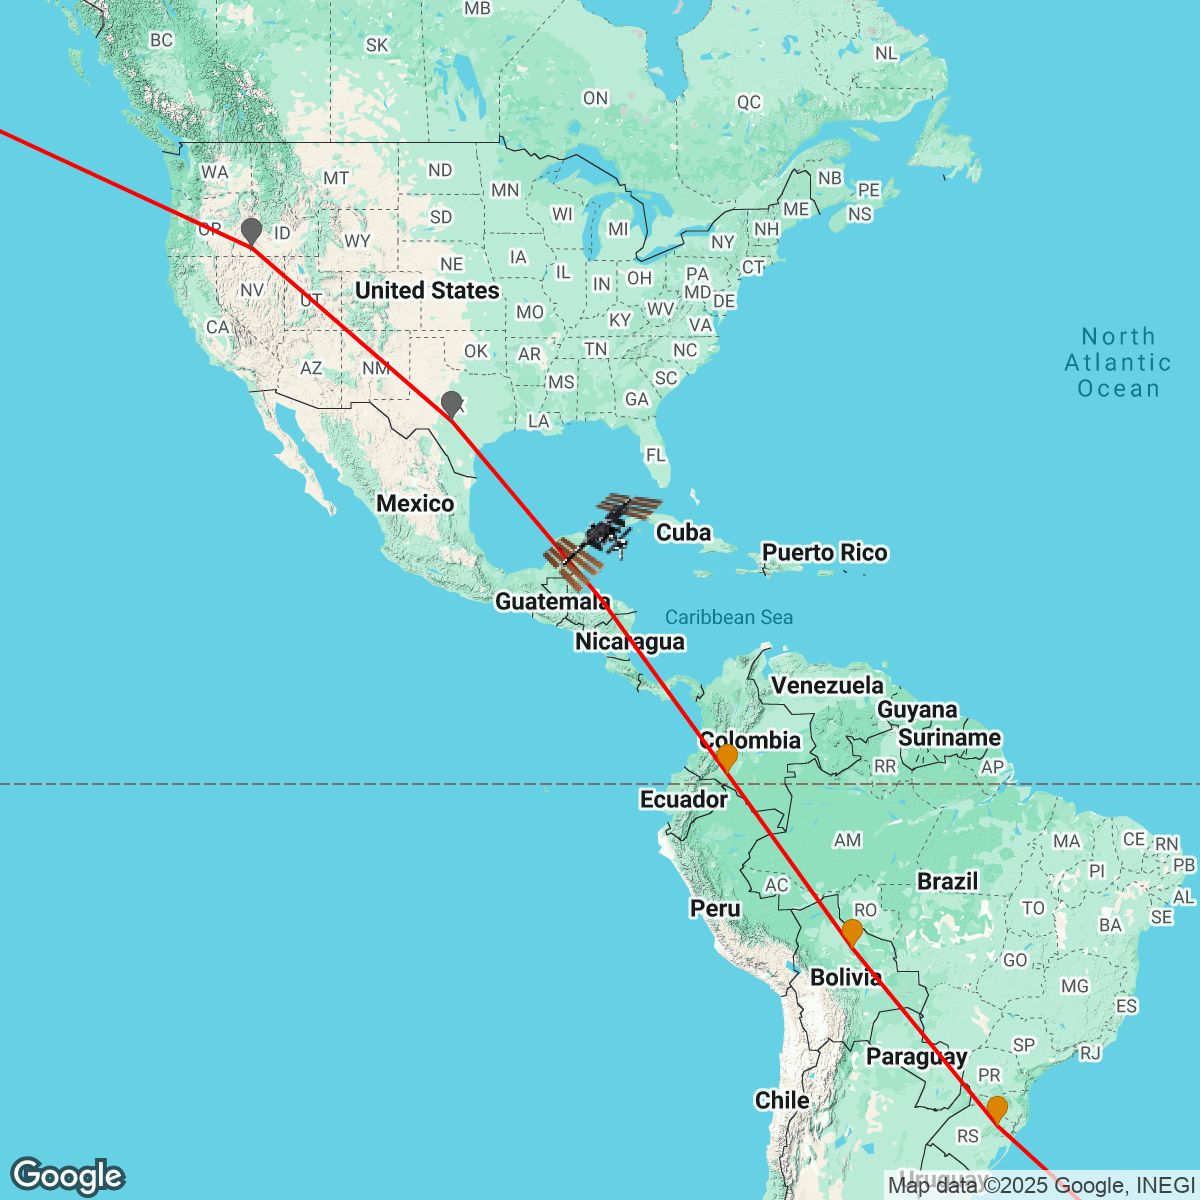 MB
BC
SK
NL
ON
QC
WA
MT
ND
MN
NB
PE
ME
NS
OR
ID
SD
WI
MI
NY
NH
WY
IA
NE
IL
IN
OH
PA
CT
MD
DE
NV
UT
United States
MO
KY
WV
VA
CA
North
Atlantic
Ocean
AZ
NM
OK
AR
TN
NC
MS
SC
GA
LA
FL
Mexico
Cuba
Puerto Rico
Guatemala
Caribbean Sea
Nicaragua
Venezuela
Guyana
Suriname
Colombia
RR
AP
Ecuador
AM
MA
CE
RN
PI
PB
AC
Brazil
AL
Peru
RO
TO
BA
SE
GO
Bolivia
MG
ES
SP
RJ
Paraguay
PR
Chile
RS
Uruguay
Google
Map data ©2025 Google, INEGI